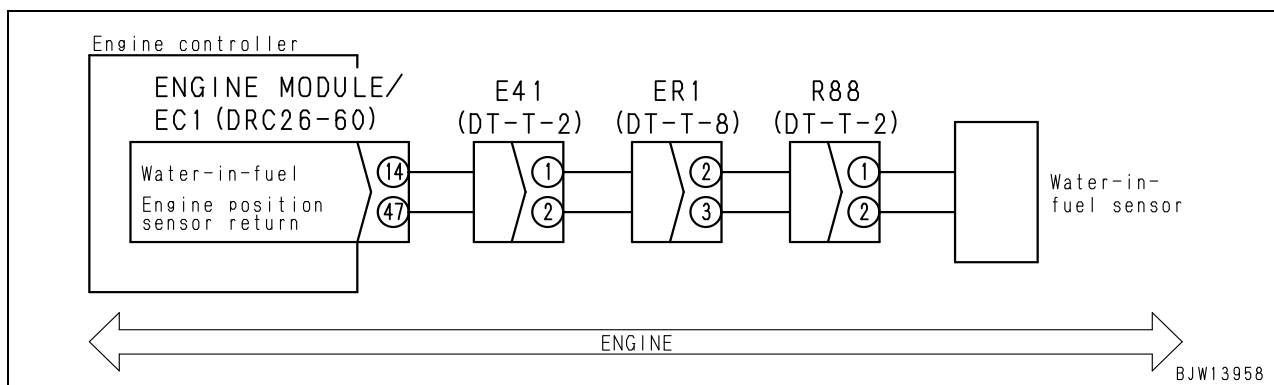 Engine controller
ENGINE MODULE/
EC1 (DRC26-60)
E41
(DT-T-2)
ER1
(DT-T-8)
R88
(DT-T-2)
Water-in-fuel
14
1
2
1
Engine position
sensor return
47
2
3
2
Water-in-
fuel sensor
ENGINE
BJW13958